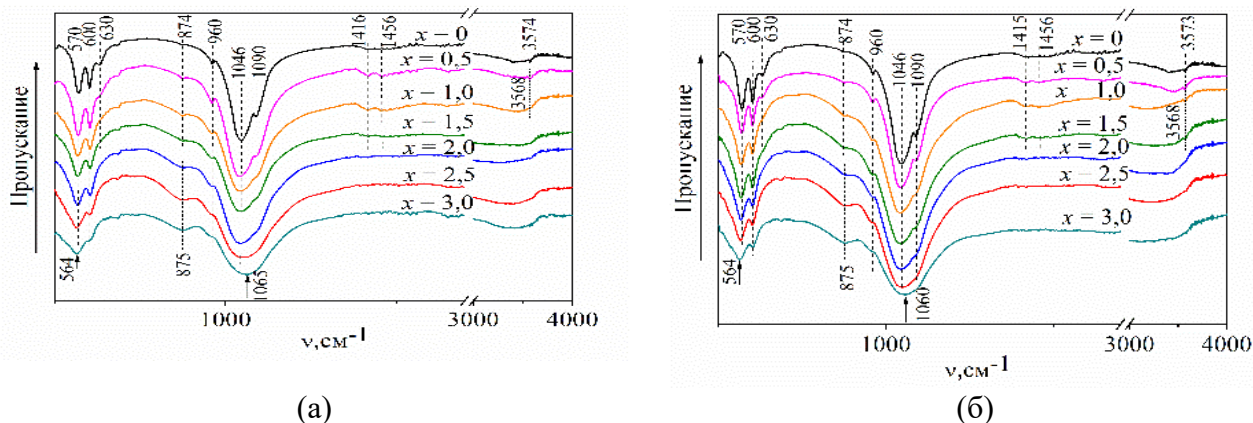 570 600 630 874 960 1046 1090 1416 1456 3574 3568
x = 0
x = 0,5
x = 1,0
x = 1,5
x = 2,0
x = 2,5
x = 3,0
564 875 1065
Пропускание
1000 3000 4000
ν,см-1
(а)
570 600 630 874 960 1046 1090 1415 1456 3573 3568
x = 0
x = 0,5
x 1,0
x = 1,5
x = 2,0
x = 2,5
x = 3,0
564 875 1060
Пропускание
1000 3000 4000
ν,см-1
(б)